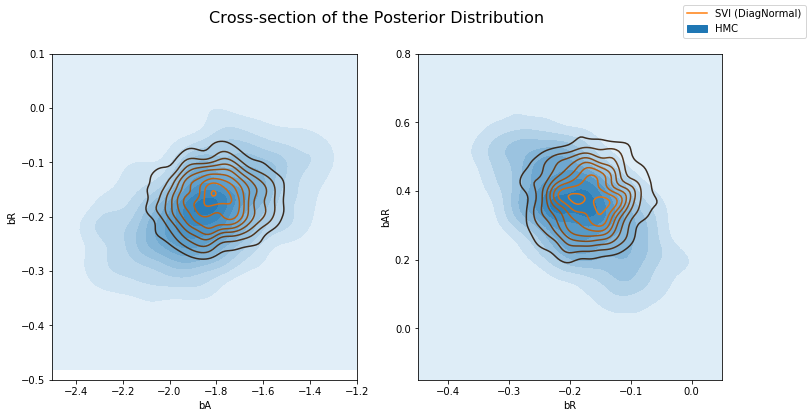 Cross-section of the Posterior Distribution
SVI (DiagNormal)
HMC
0.1
0.0
−0.1
−0.2
−0.3
−0.4
−0.5
bR
−2.4 −2.2 −2.0 −1.8 −1.6 −1.4 −1.2
bA
0.8
0.6
0.4
0.2
0.0
bAR
−0.4 −0.3 −0.2 −0.1 0.0
bR